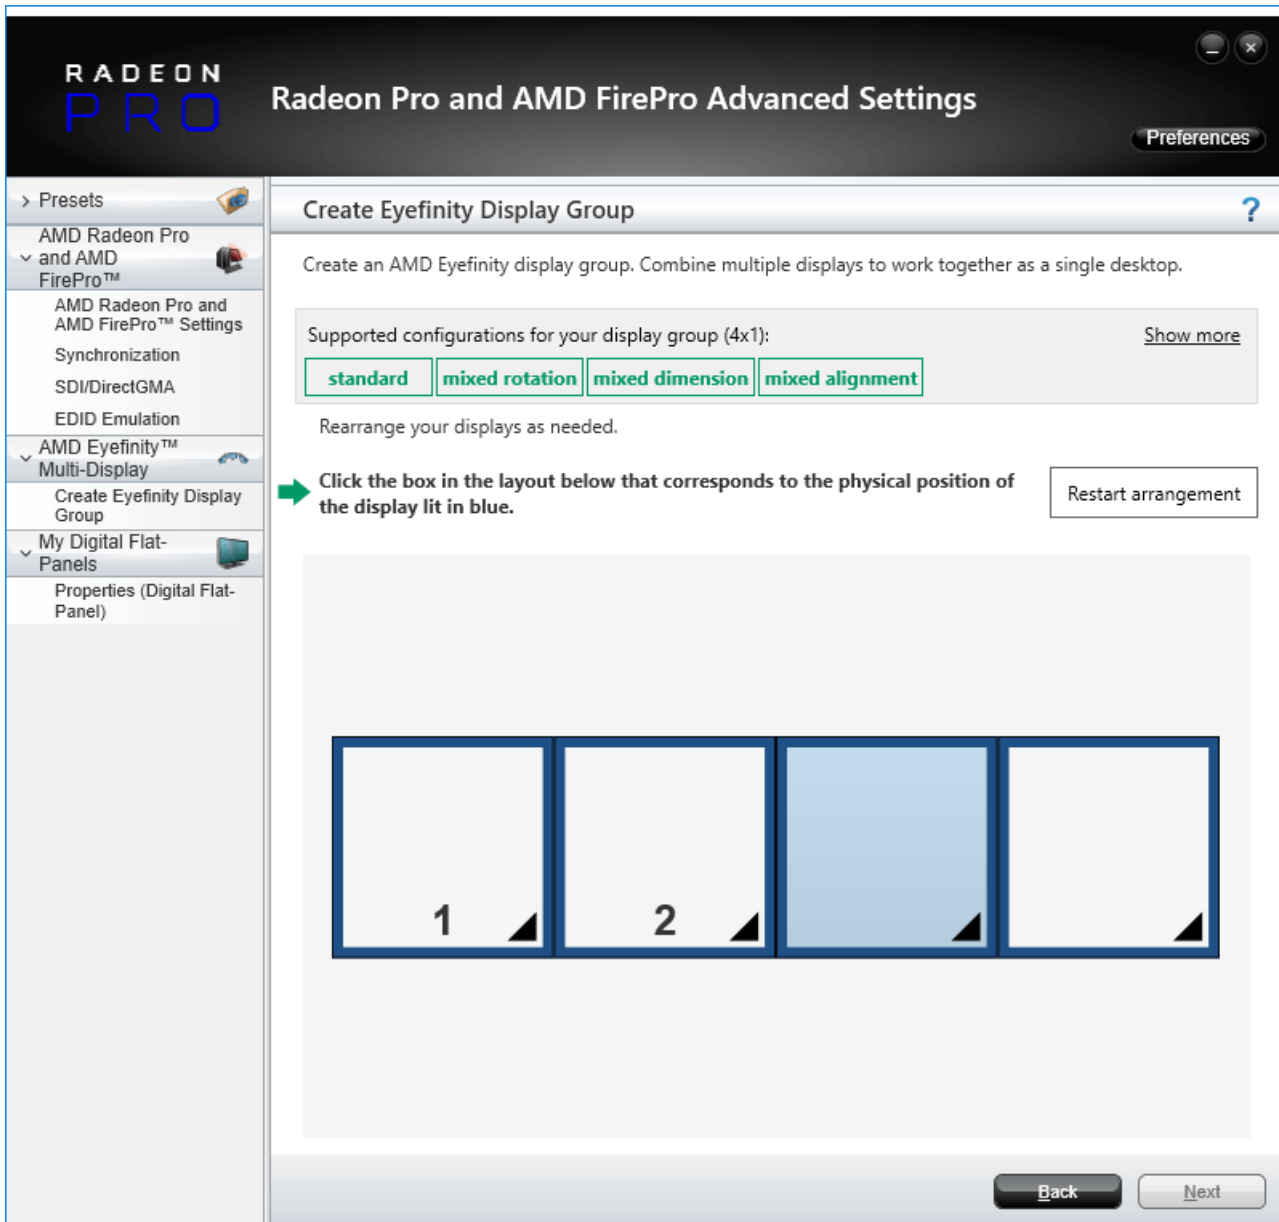 RADEON
PRO
Radeon Pro and AMD FirePro Advanced Settings
Preferences
Presets
AMD Radeon Pro
and AMD
FirePro™
AMD Radeon Pro and
AMD FirePro™ Settings
Synchronization
SDI/DirectGMA
EDID Emulation
AMD Eyefinity™
Multi-Display
Create Eyefinity Display
Group
My Digital Flat-
Panels
Properties (Digital Flat-
Panel)
Create Eyefinity Display Group
?
Create an AMD Eyefinity display group. Combine multiple displays to work together as a single desktop.
Supported configurations for your display group (4x1):
Show more
standard
mixed rotation
mixed dimension
mixed alignment
Rearrange your displays as needed.
Click the box in the layout below that corresponds to the physical position of
the display lit in blue.
Restart arrangement
1
2
Back
Next